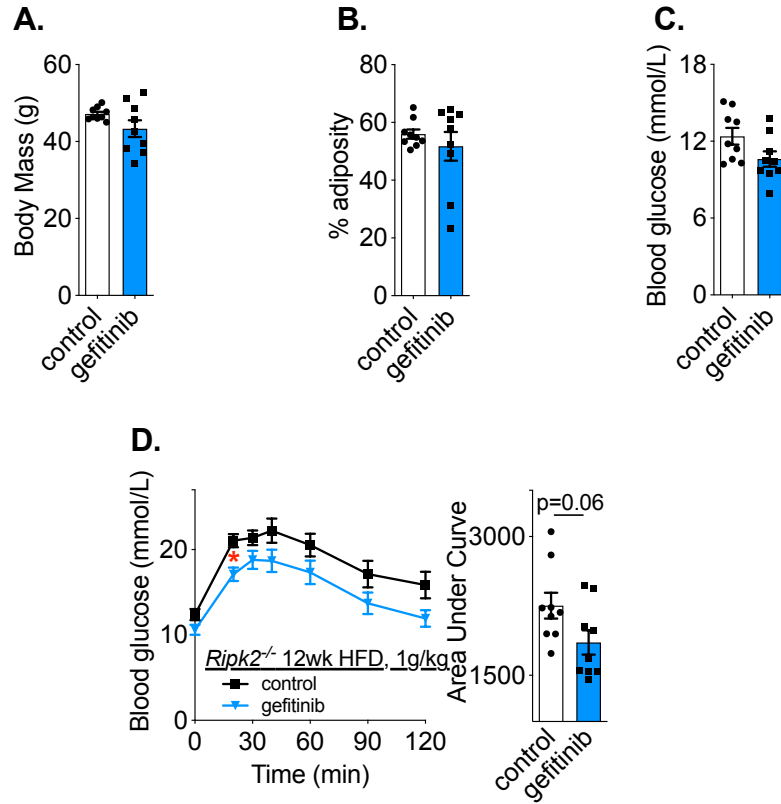 A.
Body Mass (g)
60
40
20
0
control
gefitinib
B.
% adiposity
80
60
40
20
0
control
gefitinib
C.
Blood glucose (mmol/L)
18
12
6
0
control
gefitinib
D.
Blood glucose (mmol/L)
20
10
0
*
Ripk2-/- 12wk HFD, 1g/kg
control
gefitinib
0 30 60 90 120
Time (min)
Area Under Curve
p=0.06
3000
1500
control
gefitinib